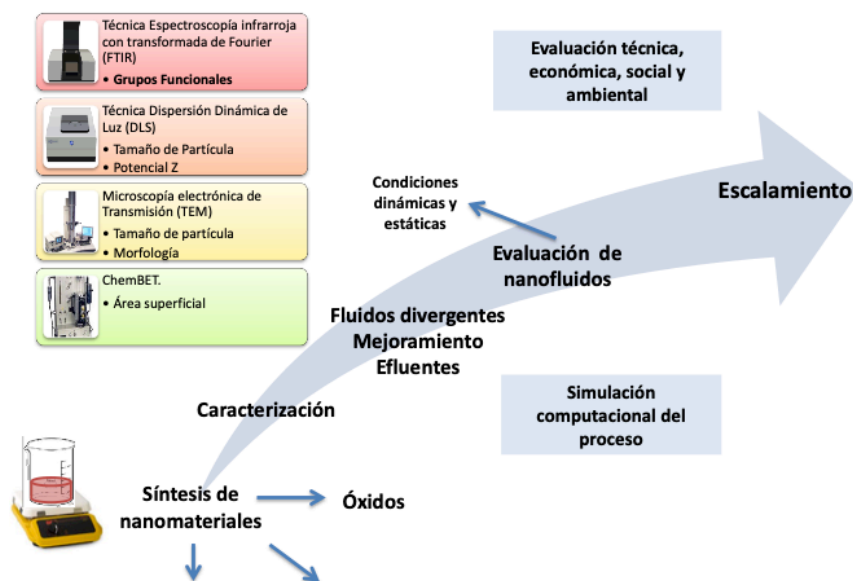 Técnica Espectroscopía infrarroja
con transformada de Fourier
(FTIR)
• Grupos Funcionales
Técnica Dispersión Dinámica de
Luz (DLS)
• Tamaño de Partícula
• Potencial Z
Microscopía electrónica de
Transmisión (TEM)
• Tamaño de partícula
• Morfología
ChemBET.
• Área superficial
Evaluación técnica,
económica, social y
ambiental
Condiciones
dinámicas y
estáticas
Escalamiento
Evaluación de
nanofluidos
Fluidos divergentes
Mejoramiento
Efluentes
Simulación
computacional del
proceso
Caracterización
Síntesis de
nanomateriales
Óxidos